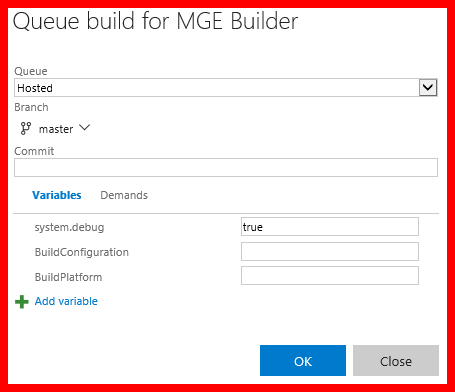 Queue build for MGE Builder
Queue
Hosted
Branch
master
Commit
Variables Demands
system.debug true
BuildConfiguration
BuildPlatform
Add variable
OK Close